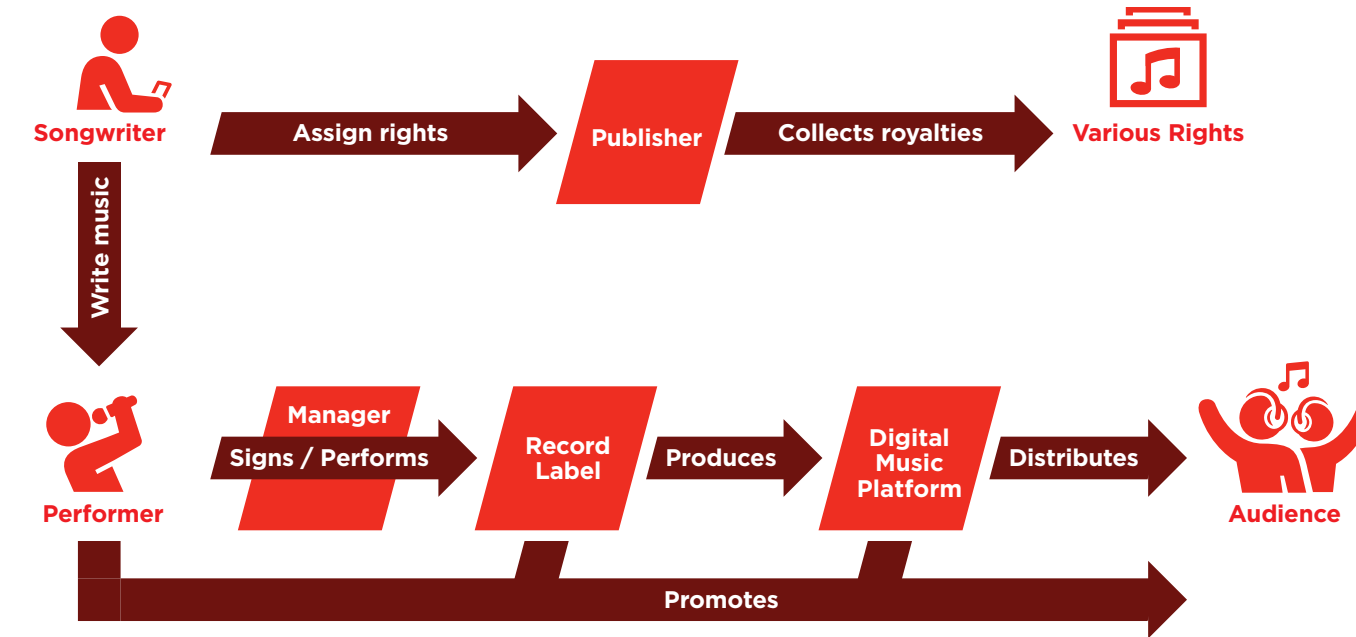 Songwriter
Assign rights
Publisher
Collects royalties
Various Rights
Write music
Manager
Signs / Performs
Record
Label
Produces
Digital
Music
Platform
Distributes
Performer
Audience
Promotes